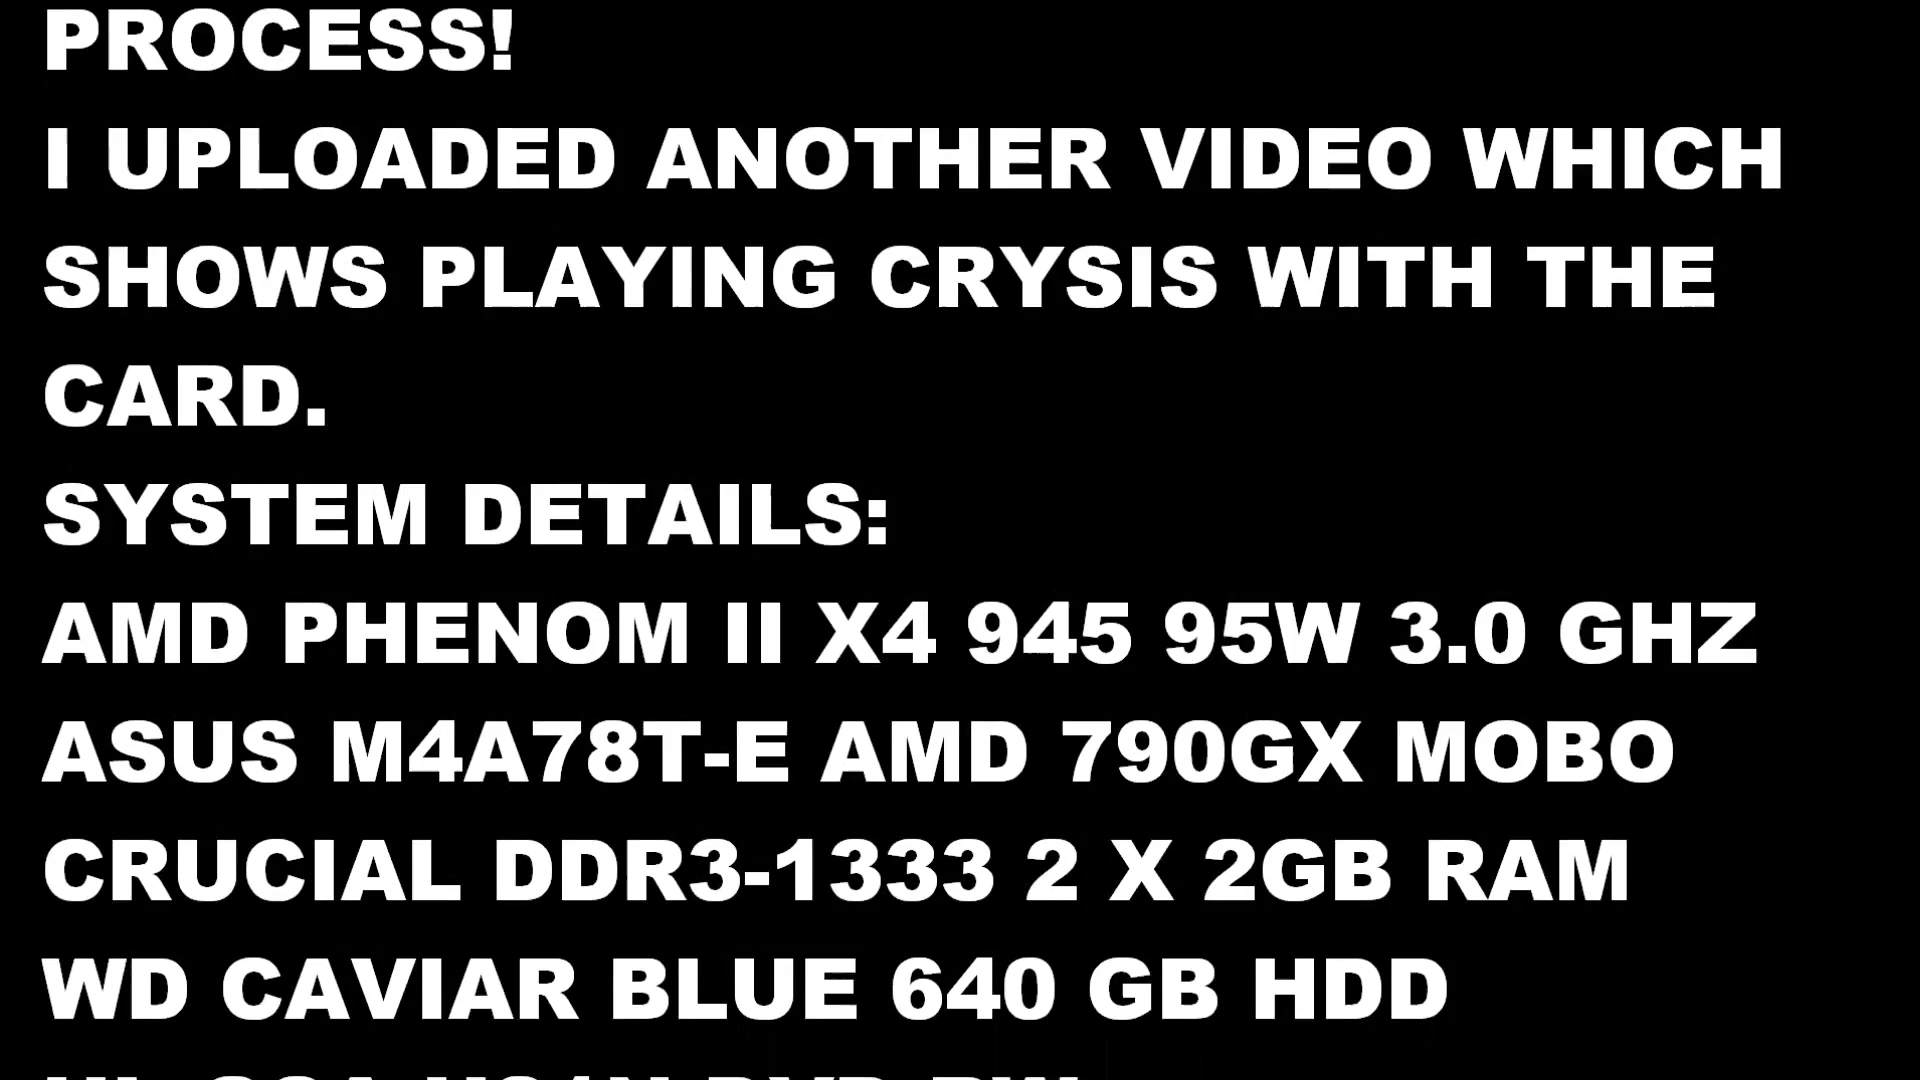 PROCESS!
I UPLOADED ANOTHER VIDEO WHICH
SHOWS PLAYING CRYSIS WITH THE
CARD.
SYSTEM DETAILS:
AMD PHENOM II X4 945 95W 3.0 GHZ
ASUS M4A78T-E AMD 790GX MOBO
CRUCIAL DDR3-1333 2 X 2GB RAM
WD CAVIAR BLUE 640 GB HDD